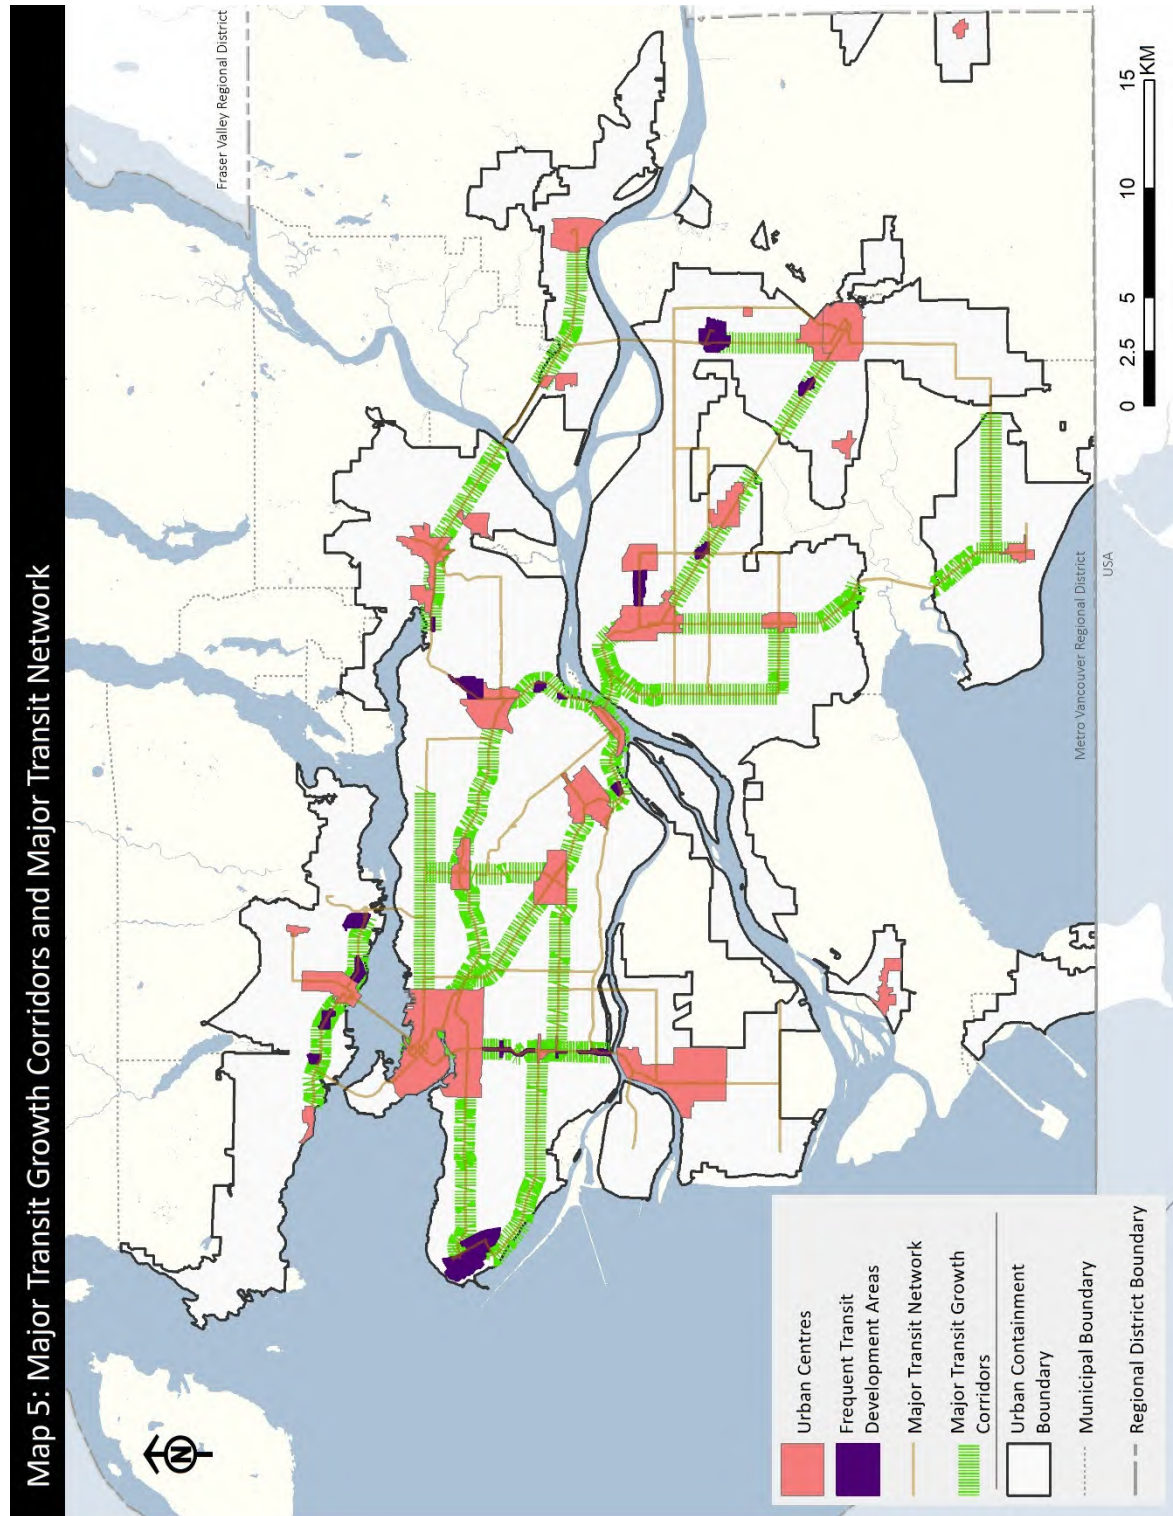 Map 5: Major Transit Growth Corridors and Major Transit Network
Fraser Valley Regional District
Metro Vancouver Regional District
USA
N
Urban Centres
Frequent Transit
Development Areas
Major Transit Network
Major Transit Growth
Corridors
Urban Containment
Boundary
Municipal Boundary
Regional District Boundary
0 2.5 5 10 15
KM